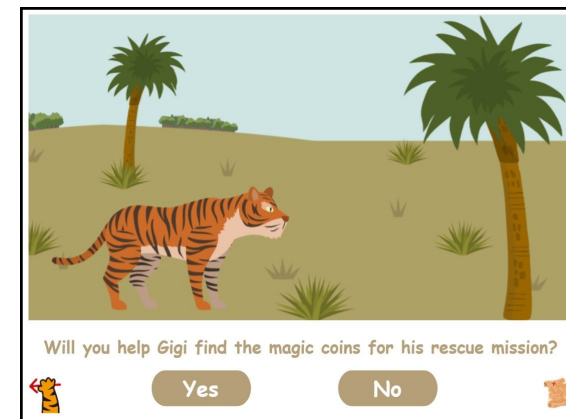 Will you help Gigi find the magic coins for his rescue mission?
Yes
No